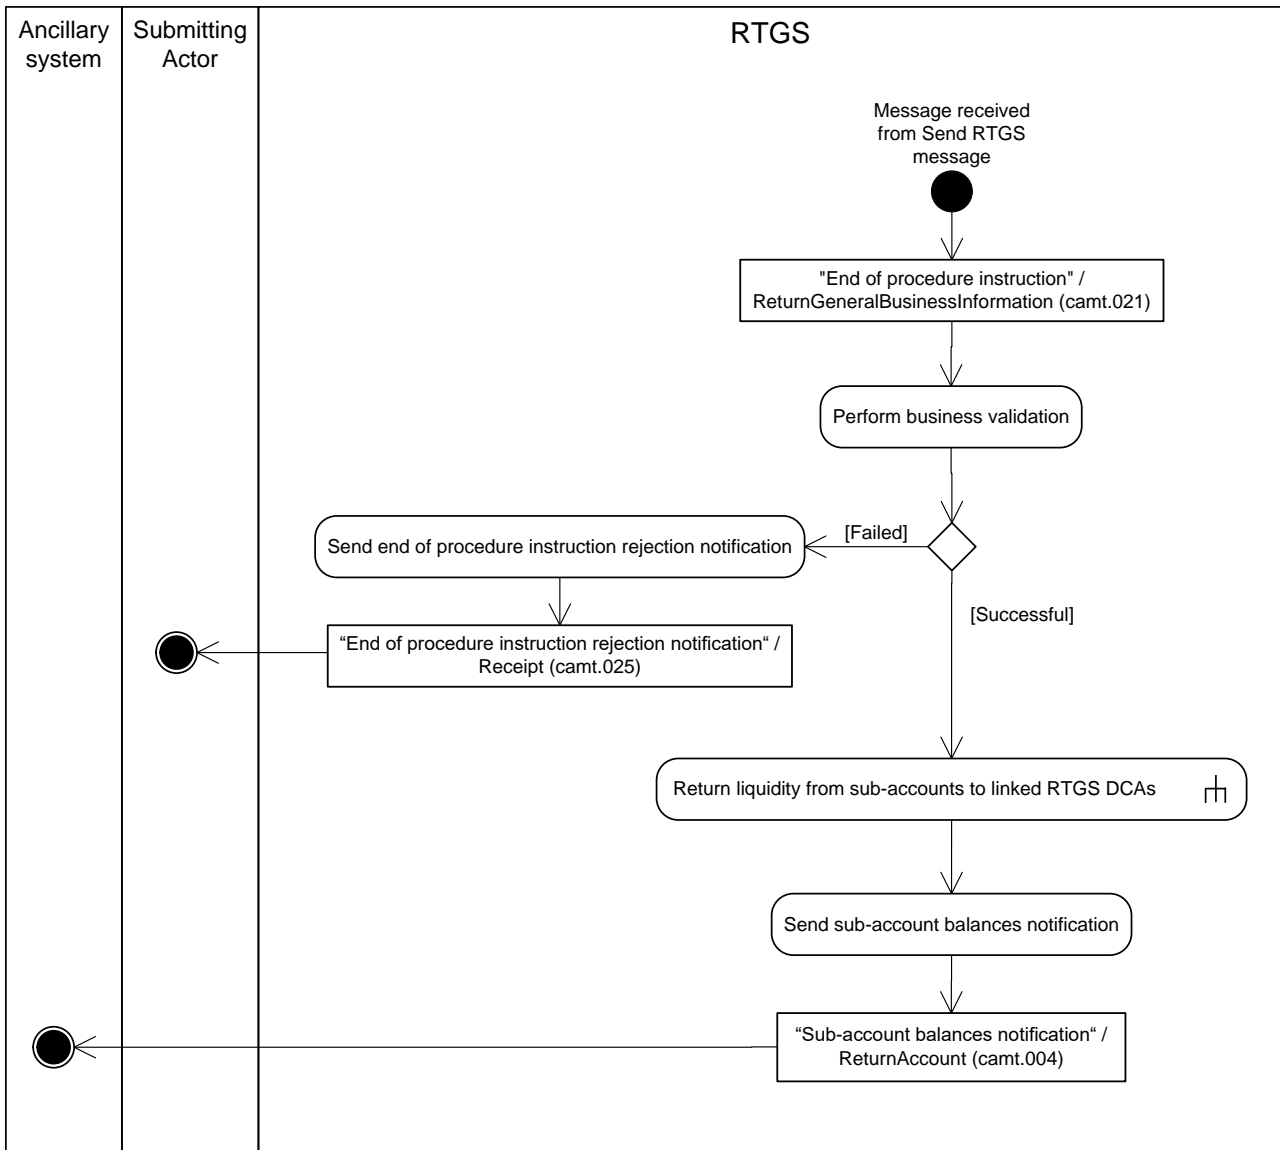 Ancillary
system
Submitting
Actor
RTGS
Message received
from Send RTGS
message
"End of procedure instruction" /
ReturnGeneralBusinessInformation (camt.021)
Perform business validation
[Failed]
Send end of procedure instruction rejection notification
[Successful]
“End of procedure instruction rejection notification“ /
Receipt (camt.025)
Return liquidity from sub-accounts to linked RTGS DCAs
Send sub-account balances notification
“Sub-account balances notification“ /
ReturnAccount (camt.004)